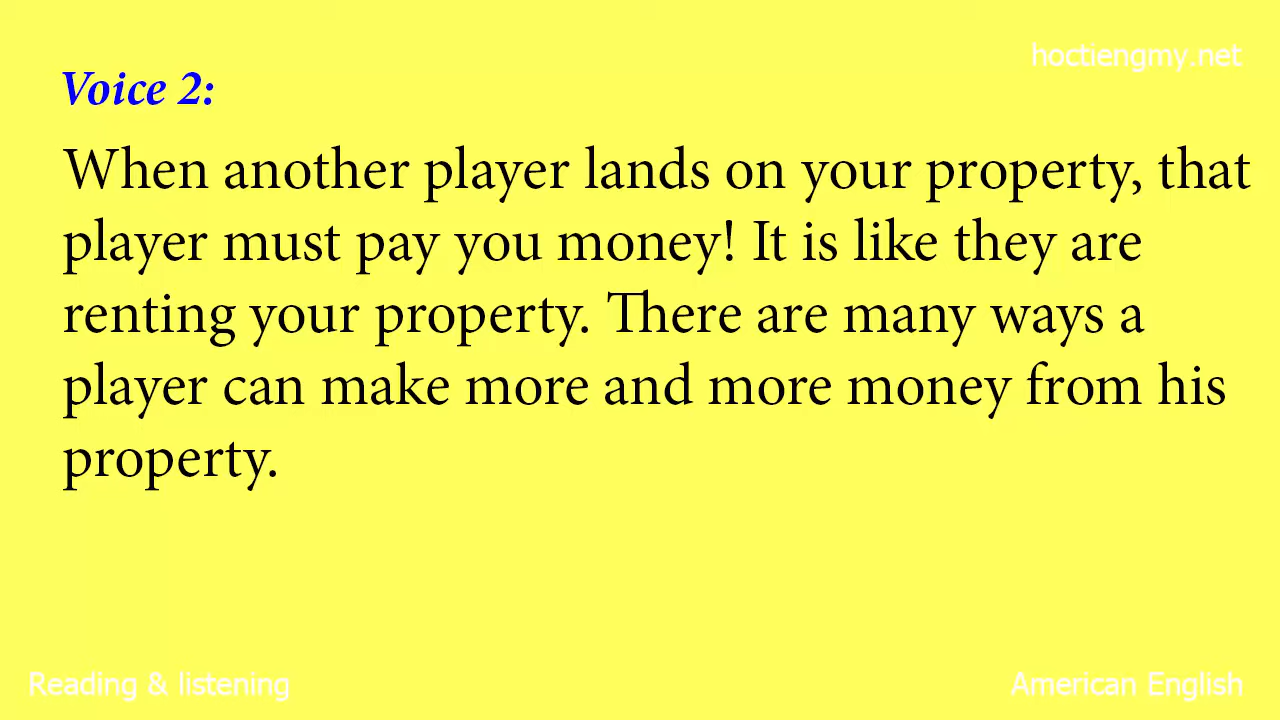 hoctiengmy.net
Voice 2:
When another player lands on your property, that
player must pay you money! It is like they are
renting your property. There are many ways a
player can make more and more money from his
property.
Reading & listening
American English